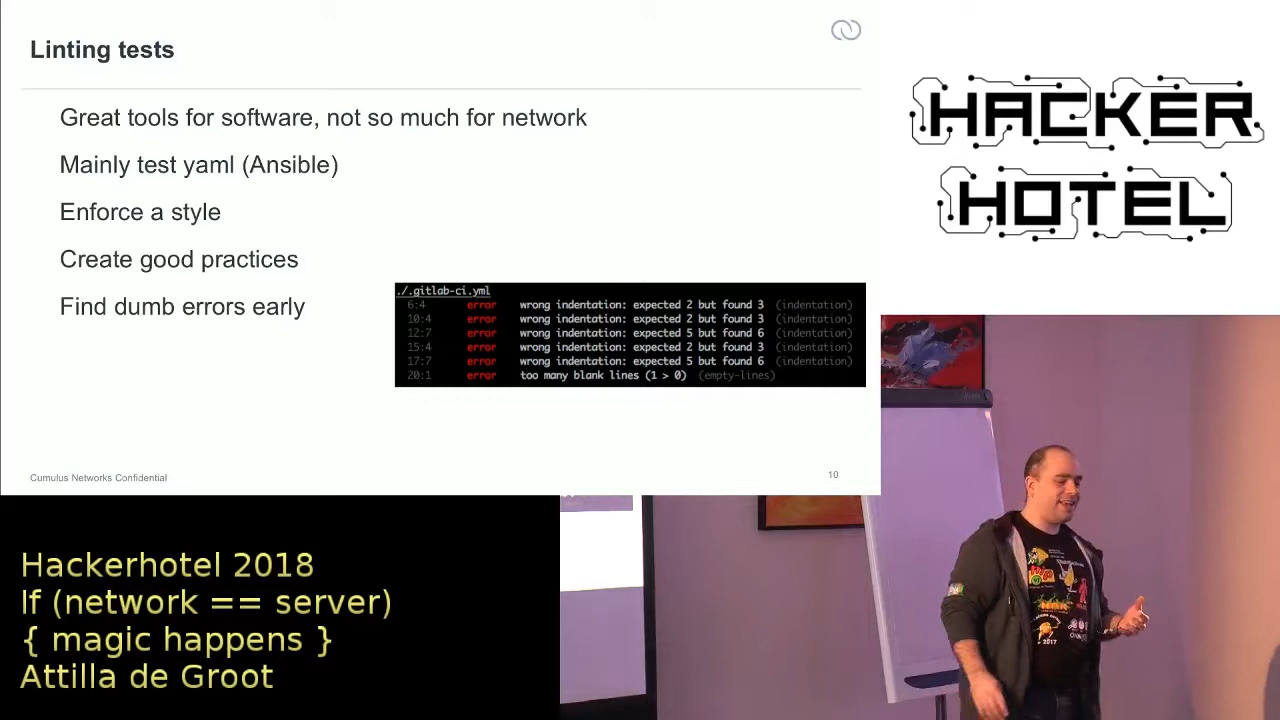 Linting tests
Great tools for software, not so much for network
Mainly test yaml (Ansible)
Enforce a style
Create good practices
Find dumb errors early
./.gitlab-ci.yml
6:4 error wrong indentation: expected 2 but found 3 (indentation)
10:4 error wrong indentation: expected 2 but found 3 (indentation)
12:7 error wrong indentation: expected 5 but found 6 (indentation)
15:4 error wrong indentation: expected 2 but found 3 (indentation)
17:7 error wrong indentation: expected 5 but found 6 (indentation)
20:1 error too many blank lines (1 > 0) (empty-lines)
Cumulus Networks Confidential
10
HACKER
HOTEL
Hackerhotel 2018
If (network == server)
{ magic happens }
Attilla de Groot
2017